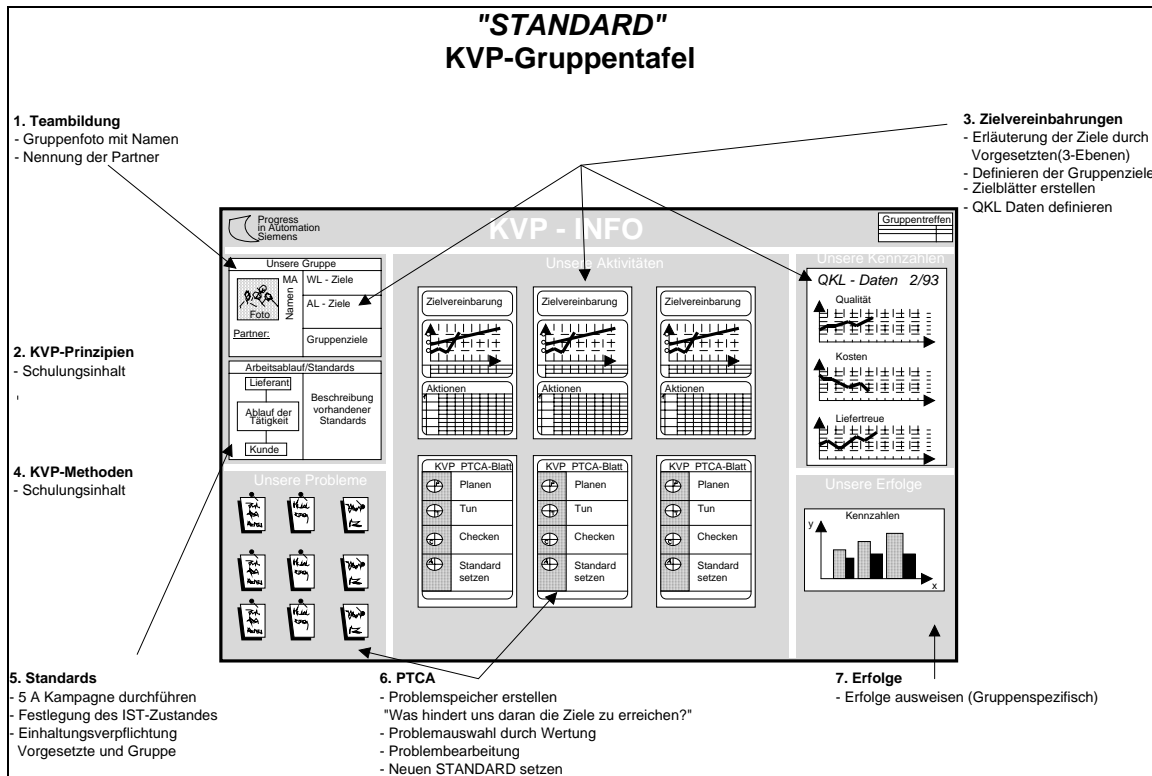 "STANDARD"
KVP-Gruppentafel
1. Teambildung
- Gruppenfoto mit Namen
- Nennung der Partner
3. Zielvereinbahrungen
- Erläuterung der Ziele durch
Vorgesetzten(3-Ebenen)
- Definieren der Gruppenziele
- Zielblätter erstellen
- QKL Daten definieren
2. KVP-Prinzipien
- Schulungsinhalt
4. KVP-Methoden
- Schulungsinhalt
Progress
in Automation
Siemens
KVP - INFO
Gruppentreffen
Unsere Gruppe
Foto
MA
Namen
Partner:
WL - Ziele
AL - Ziele
Gruppenziele
Arbeitsablauf/Standards
Lieferant
Ablauf der
Tätigkeit
Kunde
Beschreibung
vorhandener
Standards
Unsere Probleme
Unsere Aktivitäten
Zielvereinbarung
Zielvereinbarung
Zielvereinbarung
Aktionen
Aktionen
Aktionen
KVP PTCA-Blatt
Planen
Tun
Checken
Standard
setzen
KVP PTCA-Blatt
Planen
Tun
Checken
Standard
setzen
KVP PTCA-Blatt
Planen
Tun
Checken
Standard
setzen
Unsere Kennzahlen
QKL - Daten 2/93
Qualität
Kosten
Liefertreue
Unsere Erfolge
Kennzahlen
y
x
5. Standards
- 5 A Kampagne durchführen
- Festlegung des IST-Zustandes
- Einhaltungsverpflichtung
Vorgesetzte und Gruppe
6. PTCA
- Problemspeicher erstellen
"Was hindert uns daran die Ziele zu erreichen?"
- Problemauswahl durch Wertung
- Problembearbeitung
- Neuen STANDARD setzen
7. Erfolge
- Erfolge ausweisen (Gruppenspezifisch)